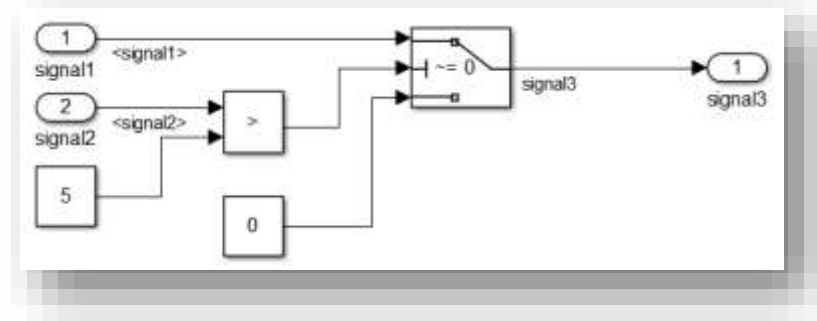 1
signal1
<signal1>
2
signal2
<signal2>
5
>
0
~= 0
signal3
1
signal3